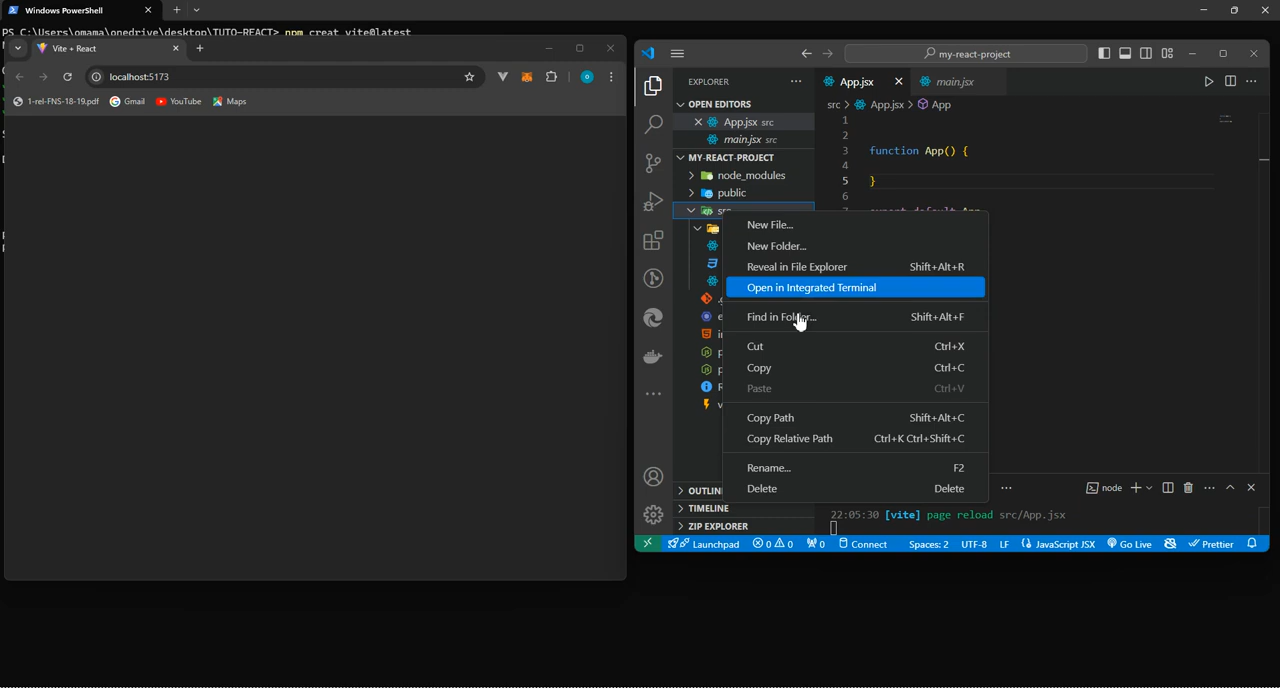 Windows PowerShell
PS C:\Users\omama\onedrive\desktop\TUTO-REACT> npm creat vite@latest
Vite + React
localhost:5173
1-rel-FNS-18-19.pdf Gmail YouTube Maps
my-react-project
EXPLORER
OPEN EDITORS
App.jsx src
main.jsx src
MY-REACT-PROJECT
node_modules
public
src
OUTLIN
TIMELINE
ZIP EXPLORER
App.jsx main.jsx
src > App.jsx > App
1
2
3 function App() {
4
5 }
6
7 export default App
New File...
New Folder...
Reveal in File Explorer Shift+Alt+R
Open in Integrated Terminal
Find in Folder... Shift+Alt+F
Cut Ctrl+X
Copy Ctrl+C
Paste Ctrl+V
Copy Path Shift+Alt+C
Copy Relative Path Ctrl+K Ctrl+Shift+C
Rename... F2
Delete Delete
node
22:05:30 [vite] page reload src/App.jsx
Launchpad 0 0 0 Connect Spaces: 2 UTF-8 LF JavaScript JSX Go Live Prettier